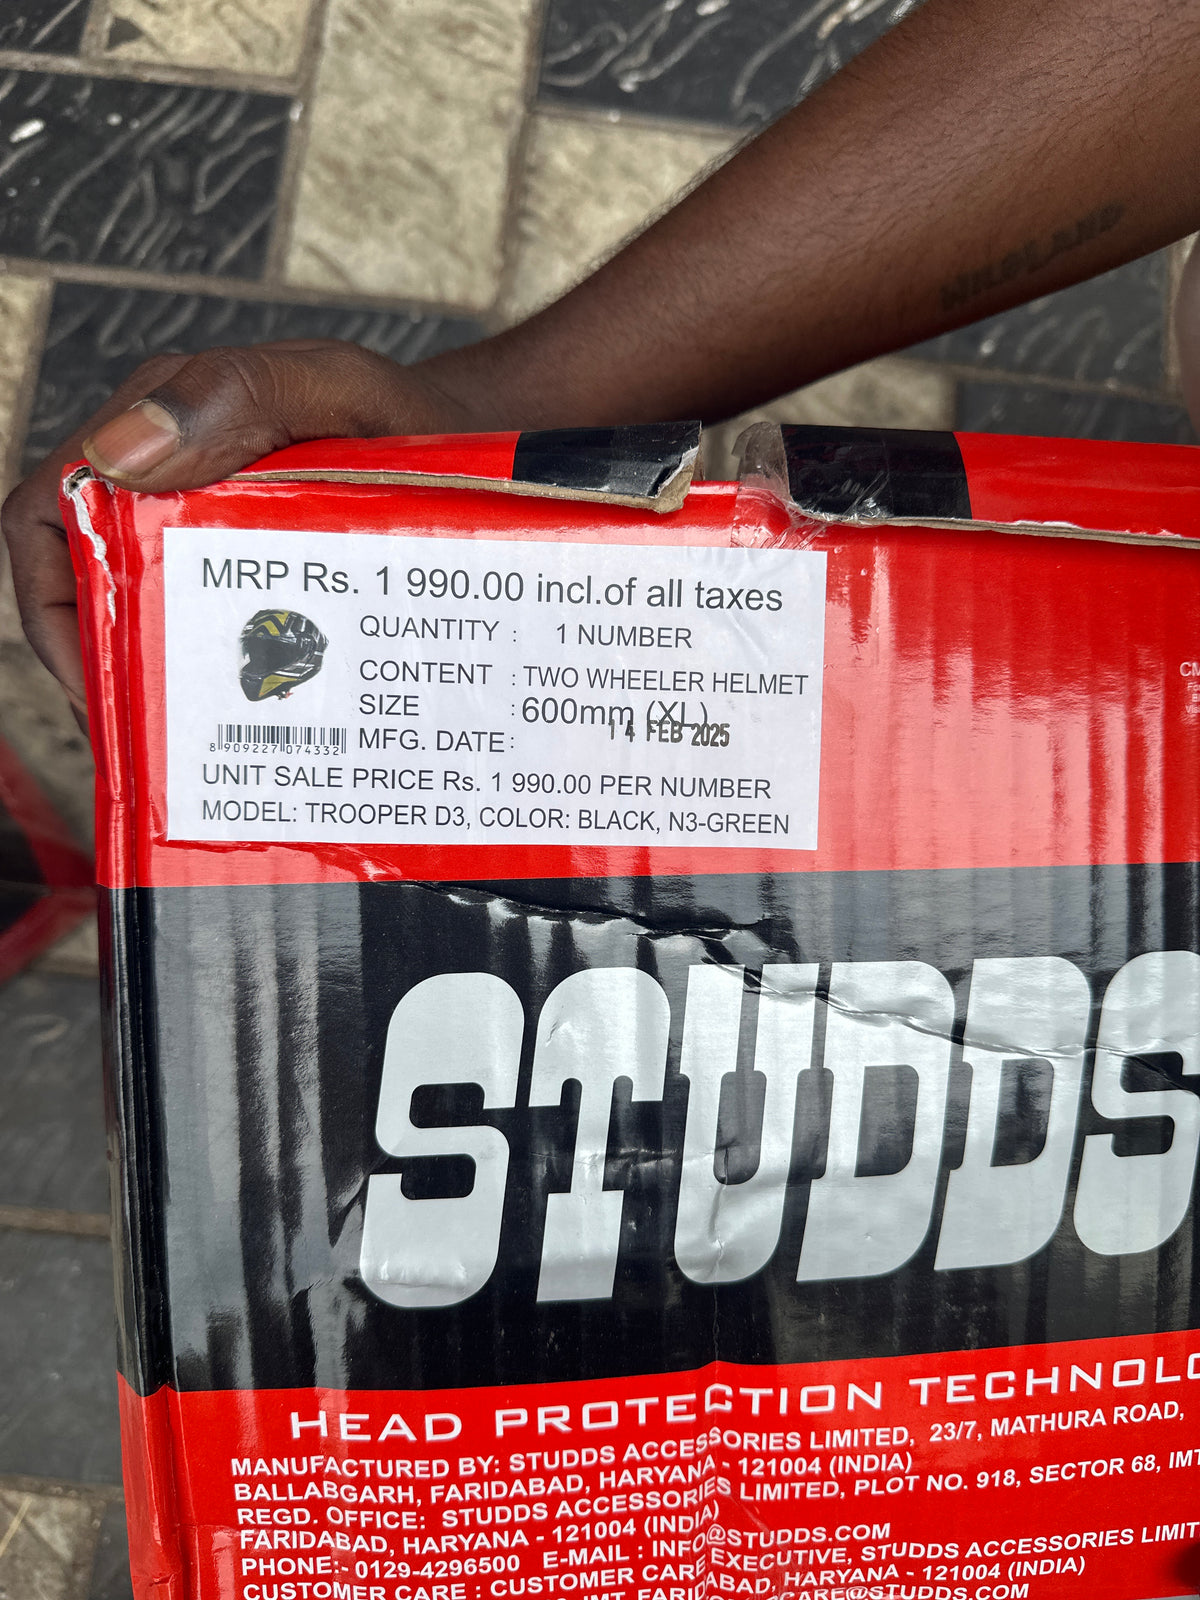 MRP Rs. 1 990.00 incl.of all taxes
QUANTITY : 1 NUMBER
CONTENT : TWO WHEELER HELMET
SIZE : 600mm (XL)
MFG. DATE: 14 FEB 2025
8 909227 074332
UNIT SALE PRICE Rs. 1 990.00 PER NUMBER
MODEL: TROOPER D3, COLOR: BLACK, N3-GREEN
STUDDS
HEAD PROTECTION
MANUFACTURED BY: STUDDS ACCESSORIES LIMITED, 23/7, MATHURA ROAD,
BALLABGARH, FARIDABAD, HARYANA - 121004 (INDIA)
REGD. OFFICE: STUDDS ACCESSORIES LIMITED, PLOT NO. 918, SECTOR 68, IMT
FARIDABAD, HARYANA - 121004 (INDIA)
PHONE:- 0129-4296500 E-MAIL : INFO@STUDDS.COM
CUSTOMER CARE : CUSTOMER CARE EXECUTIVE, STUDDS ACCESSORIES
IMT, FARIDABAD, HARYANA - 121004 (INDIA)
CARE@STUDDS.COM